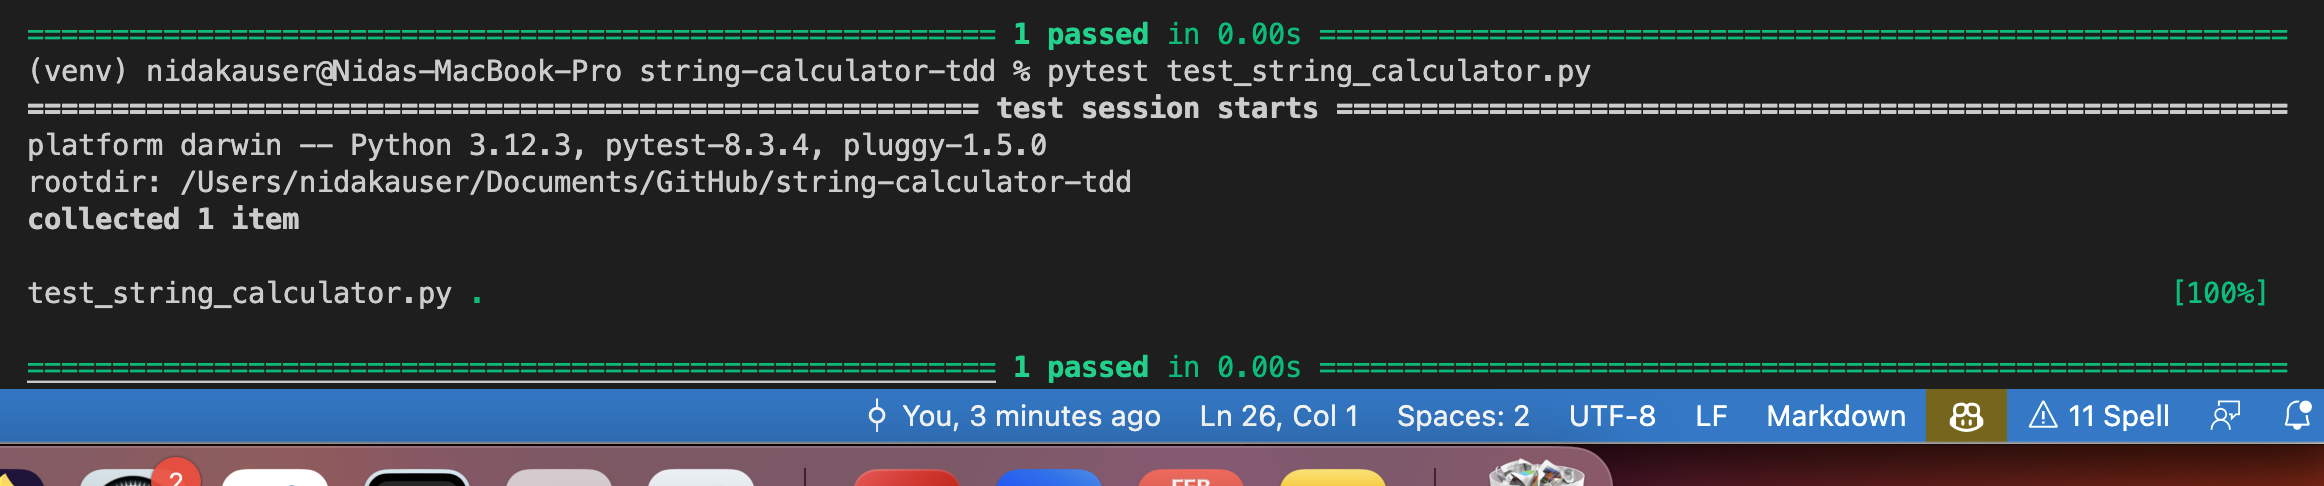 ========================================================= 1 passed in 0.00s =========================================================
(venv) nidakauser@Nidas-MacBook-Pro string-calculator-tdd % pytest test_string_calculator.py
======================================================== test session starts ========================================================
platform darwin -- Python 3.12.3, pytest-8.3.4, pluggy-1.5.0
rootdir: /Users/nidakauser/Documents/GitHub/string-calculator-tdd
collected 1 item
test_string_calculator.py . [100%]
========================================================= 1 passed in 0.00s =========================================================
You, 3 minutes ago Ln 26, Col 1 Spaces: 2 UTF-8 LF Markdown 11 Spell
2
FEB